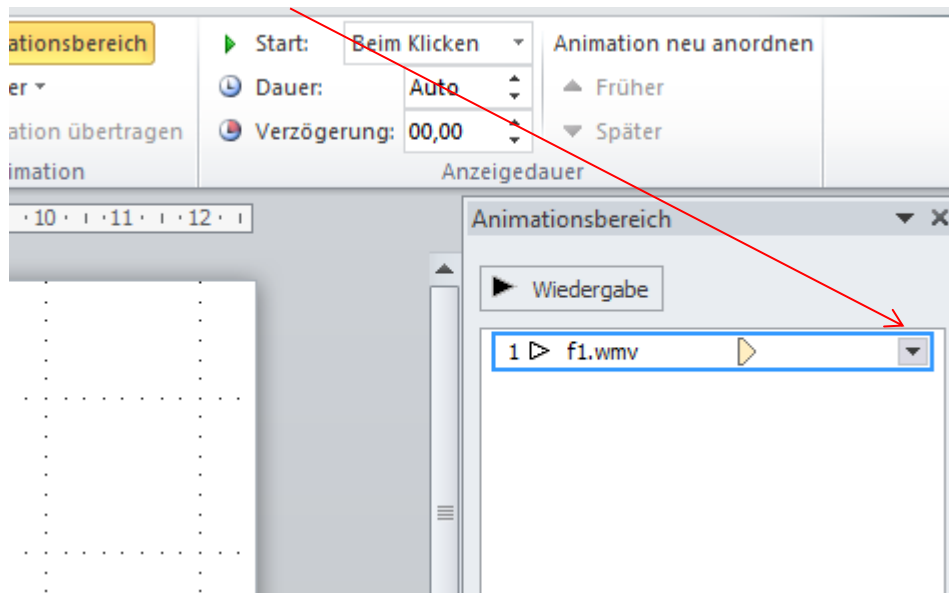 ationsbereich
Start: Beim Klicken
Animation neu anordnen
er
Dauer: Auto
Früher
ation übertragen
Verzögerung: 00,00
Später
imation
Anzeigedauer
· 10 · ı · 11 · ı · 12 · ı
Animationsbereich
Wiedergabe
1 f1.wmv